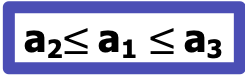 a₂≤ a₁ ≤ a₃